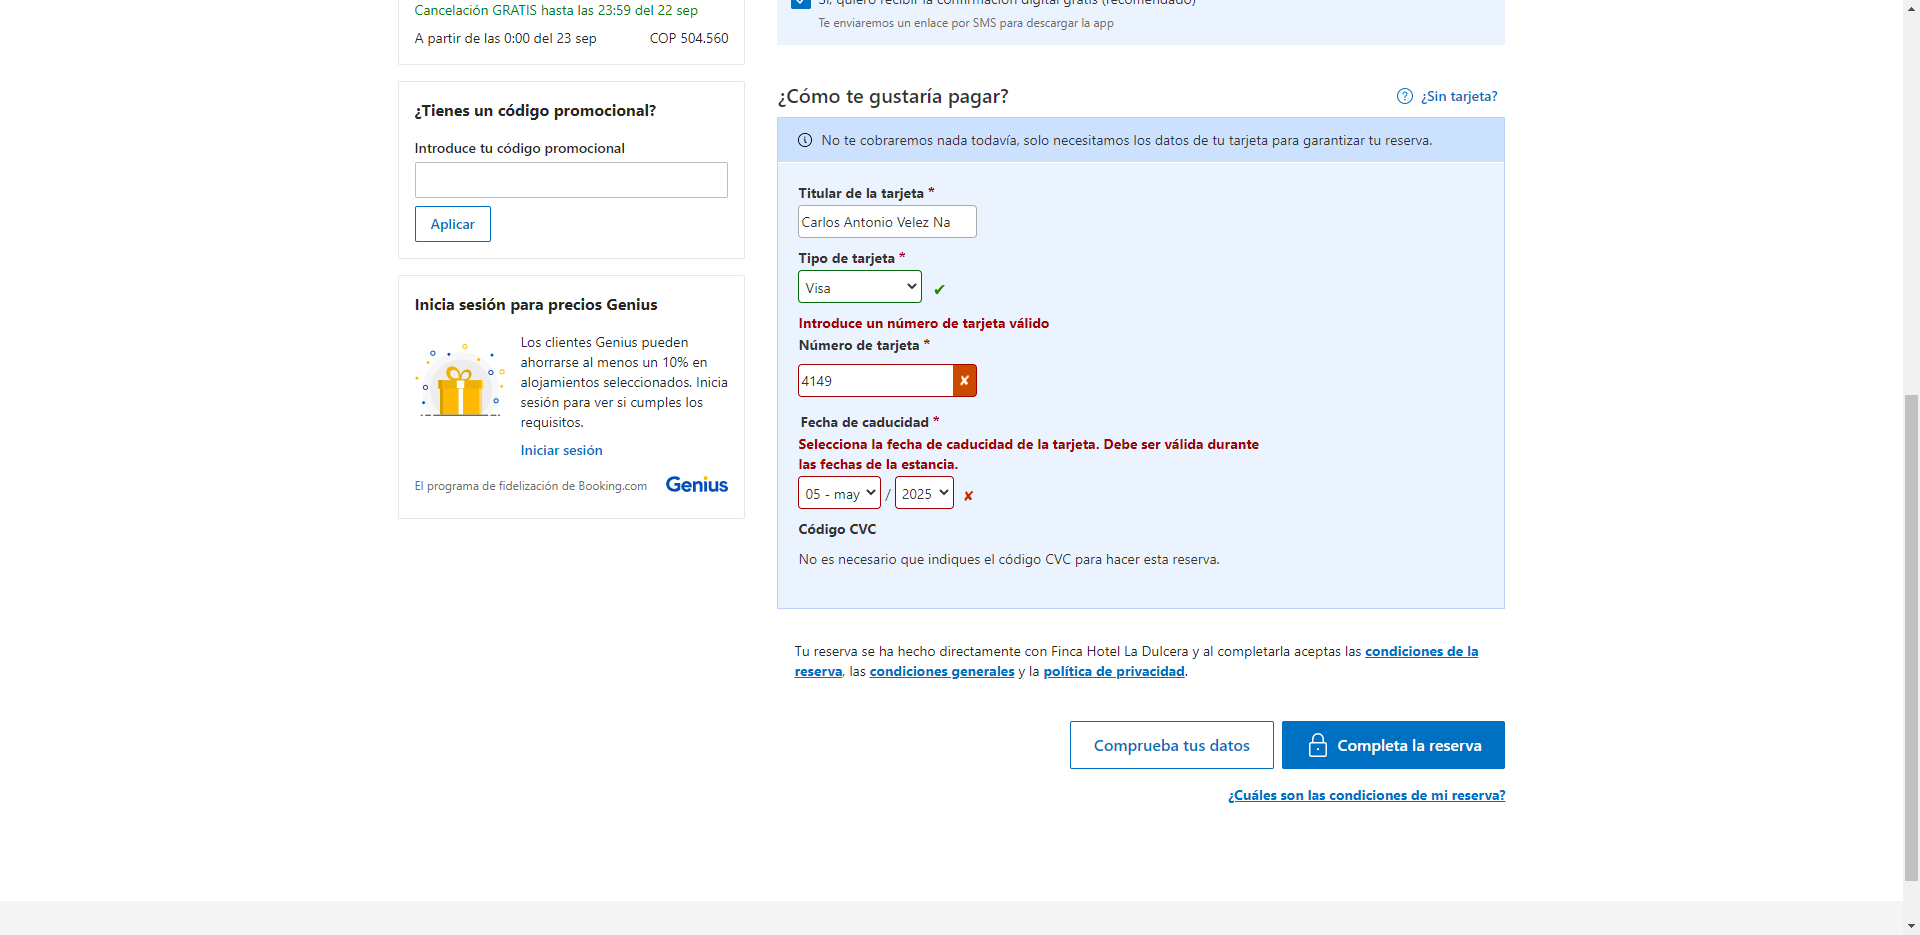 Cancelación GRATIS hasta las 23:59 del 22 sep
A partir de las 0:00 del 23 sep COP 504.560
¿Tienes un código promocional?
Introduce tu código promocional
Aplicar
Inicia sesión para precios Genius
Los clientes Genius pueden
ahorrarse al menos un 10% en
alojamientos seleccionados. Inicia
sesión para ver si cumples los
requisitos.
Iniciar sesión
El programa de fidelización de Booking.com Genius
Sí, quiero recibir la confirmación digital gratis (recomendado)
Te enviaremos un enlace por SMS para descargar la app
¿Cómo te gustaría pagar?
¿Sin tarjeta?
No te cobraremos nada todavía, solo necesitamos los datos de tu tarjeta para garantizar tu reserva.
Titular de la tarjeta *
Carlos Antonio Velez Na
Tipo de tarjeta *
Visa
Introduce un número de tarjeta válido
Número de tarjeta *
4149
Fecha de caducidad *
Selecciona la fecha de caducidad de la tarjeta. Debe ser válida durante
las fechas de la estancia.
05 - may / 2025
Código CVC
No es necesario que indiques el código CVC para hacer esta reserva.
Tu reserva se ha hecho directamente con Finca Hotel La Dulcera y al completarla aceptas las condiciones de la
reserva, las condiciones generales y la política de privacidad.
Comprueba tus datos
Completa la reserva
¿Cuáles son las condiciones de mi reserva?